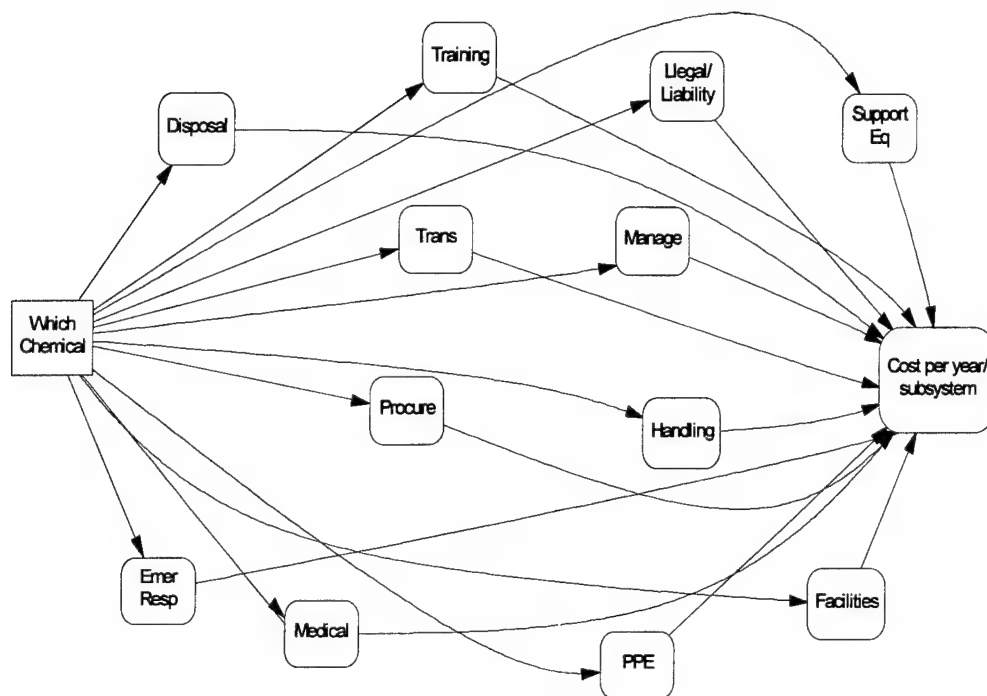 Training
Llegal/
Liability
Support
Eq
Disposal
Trans
Manage
Which
Chemical
Cost per year/
subsystem
Procure
Handling
Emer
Resp
Medical
Facilities
PPE